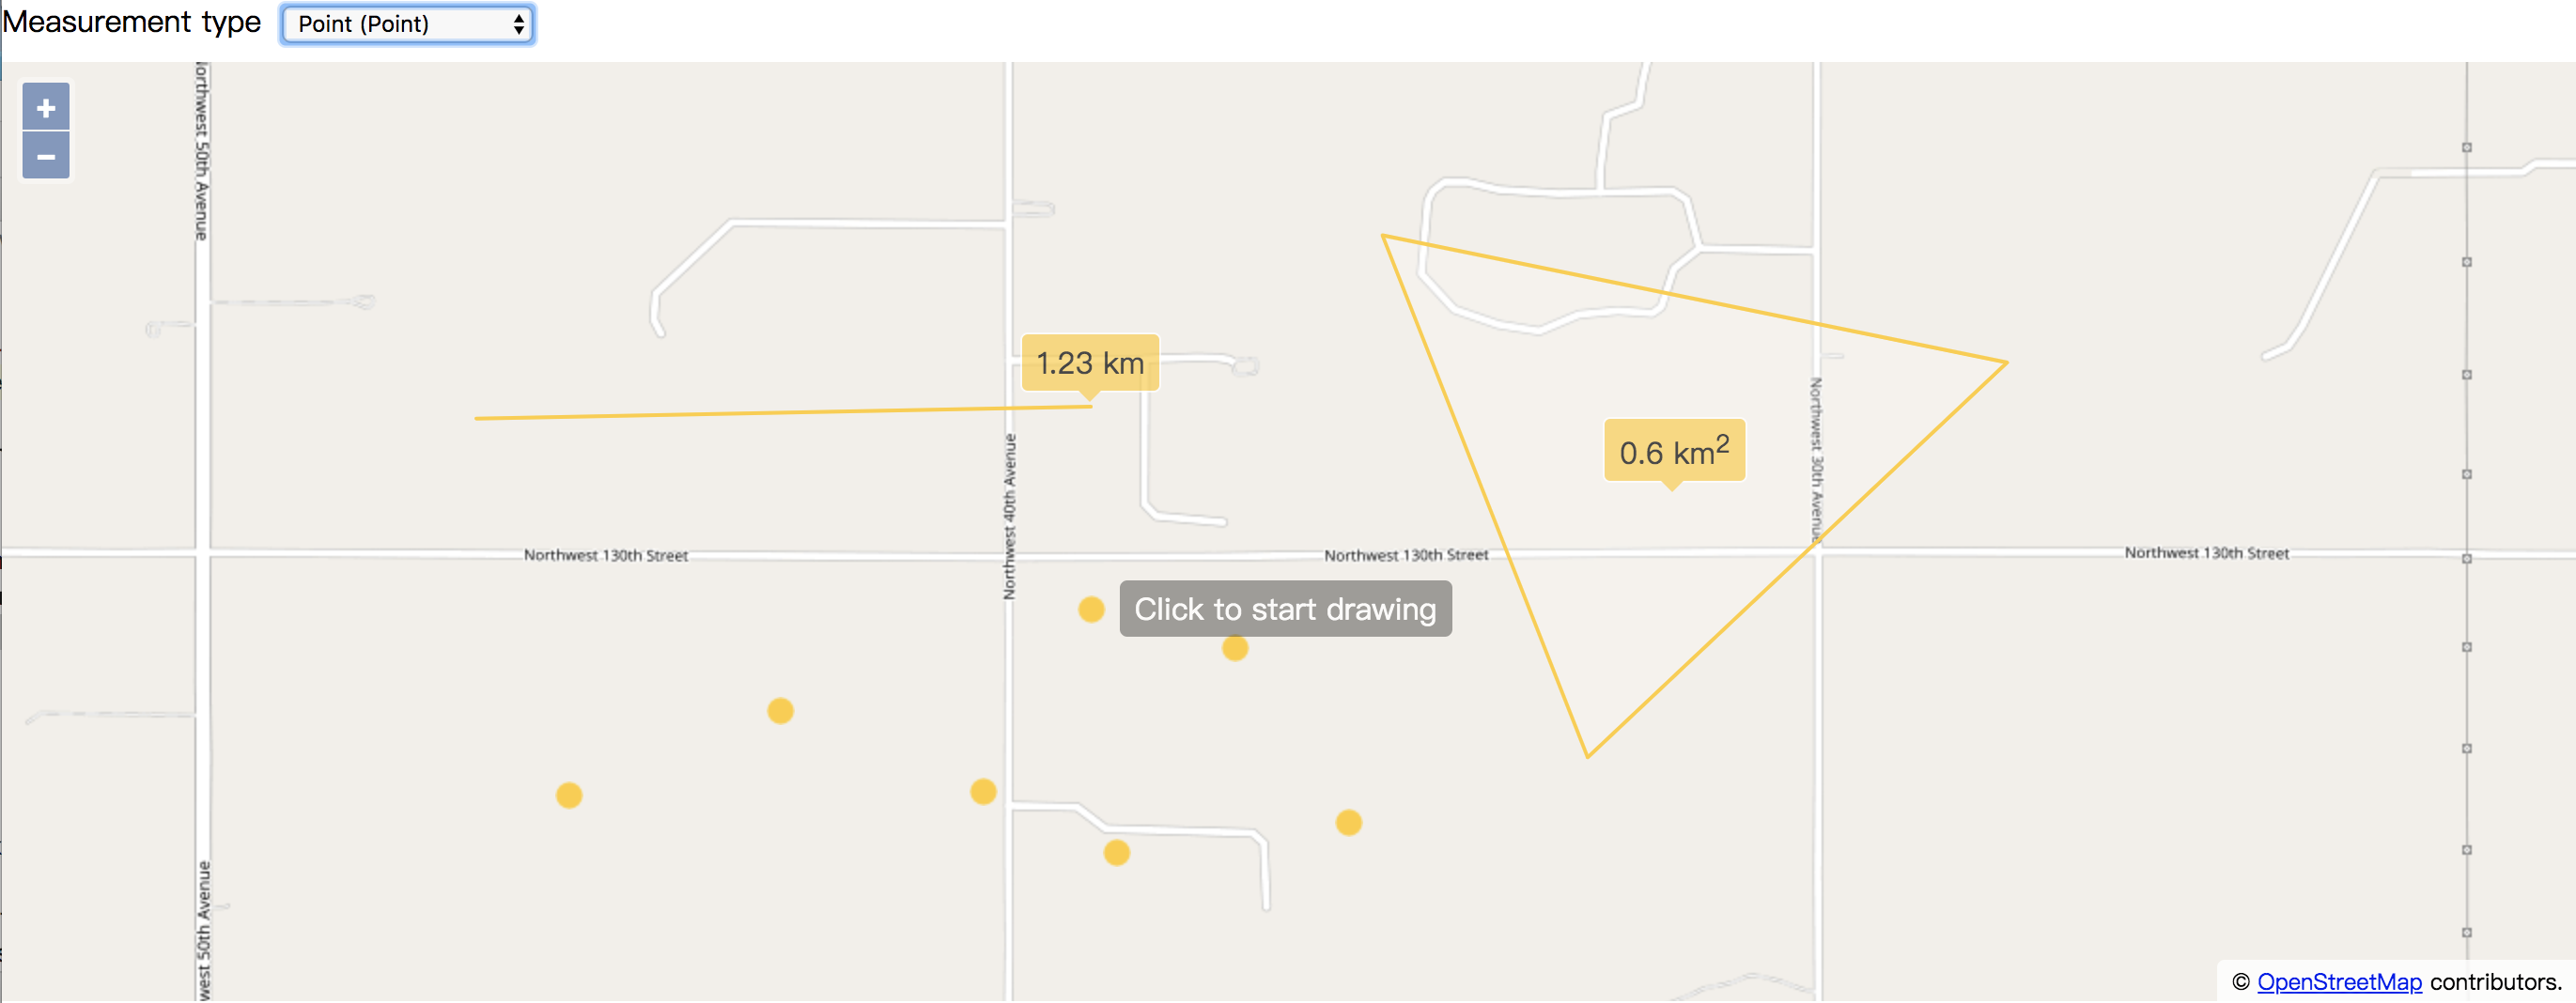 Measurement type Point (Point)
+
−
Northwest 50th Avenue
1.23 km
0.6 km²
Northwest 40th Avenue
Northwest 30th Avenue
Northwest 130th Street
Northwest 130th Street
Northwest 130th Street
Click to start drawing
west 50th Avenue
© OpenStreetMap contributors.